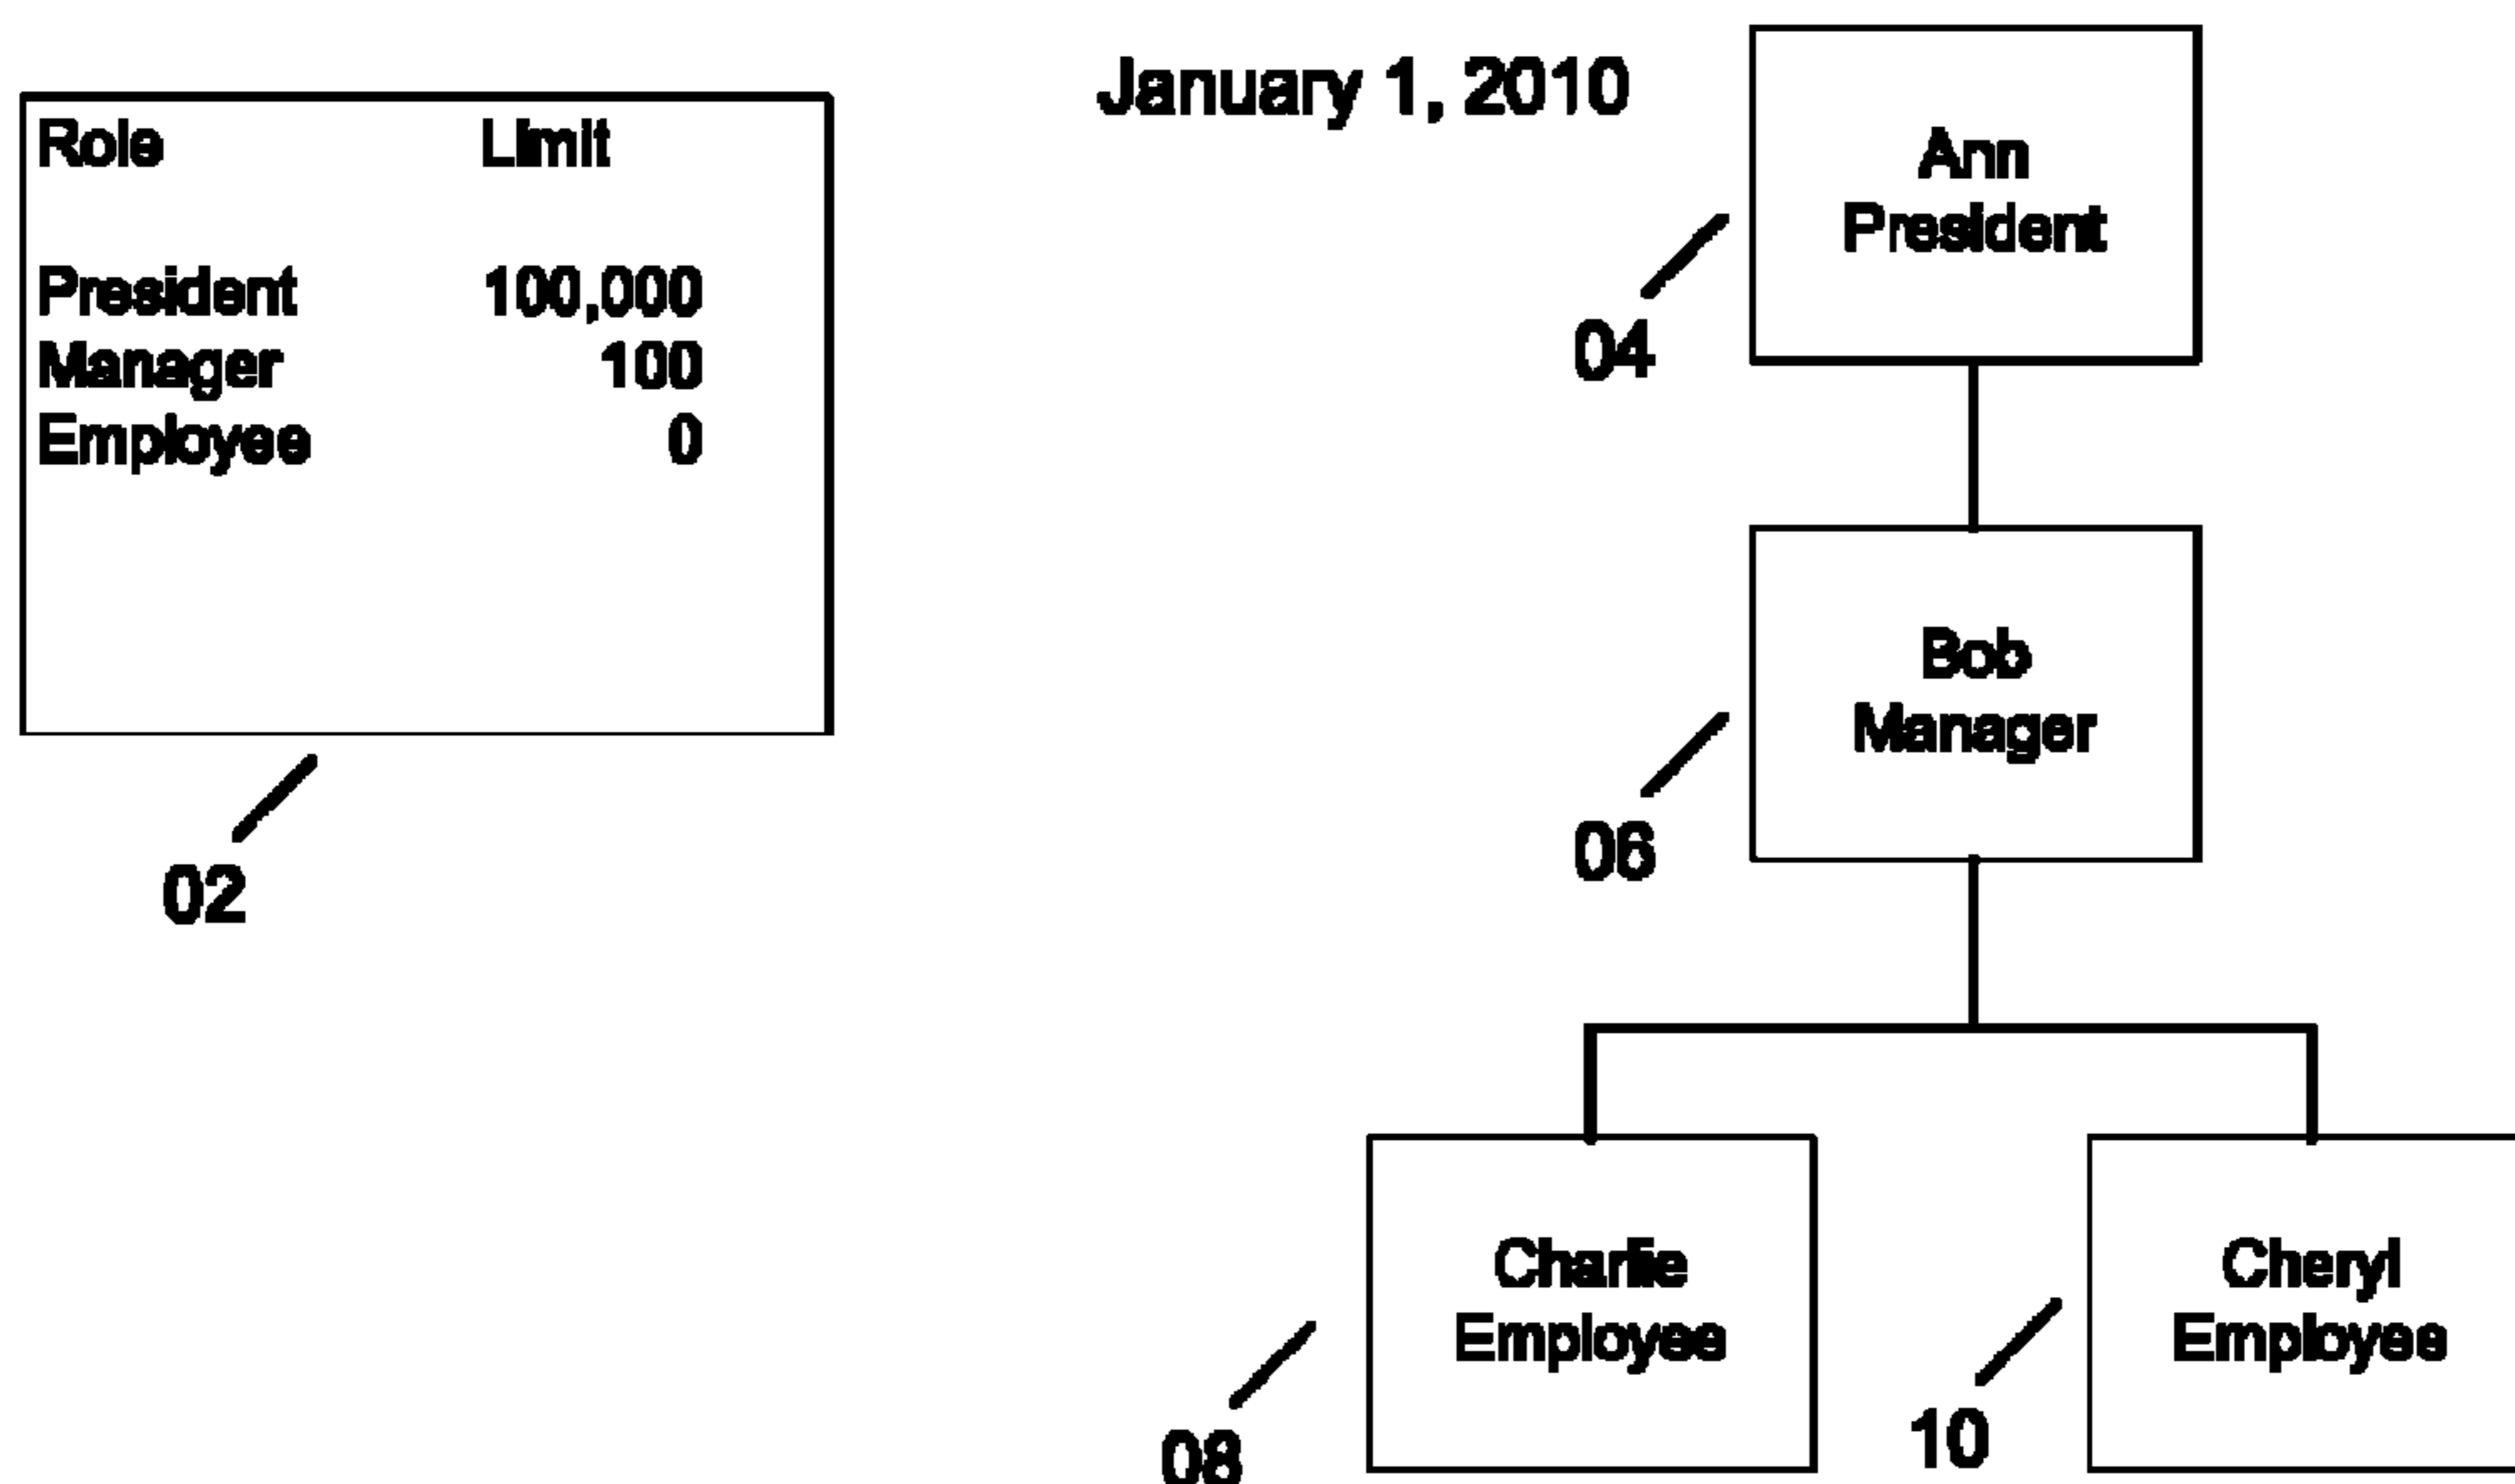 Role Limit
President 100,000
Manager 100
Employee 0
02
January 1, 2010
Ann
President
04
Bob
Manager
06
Charlie
Employee
08
Cheryl
Employee
10